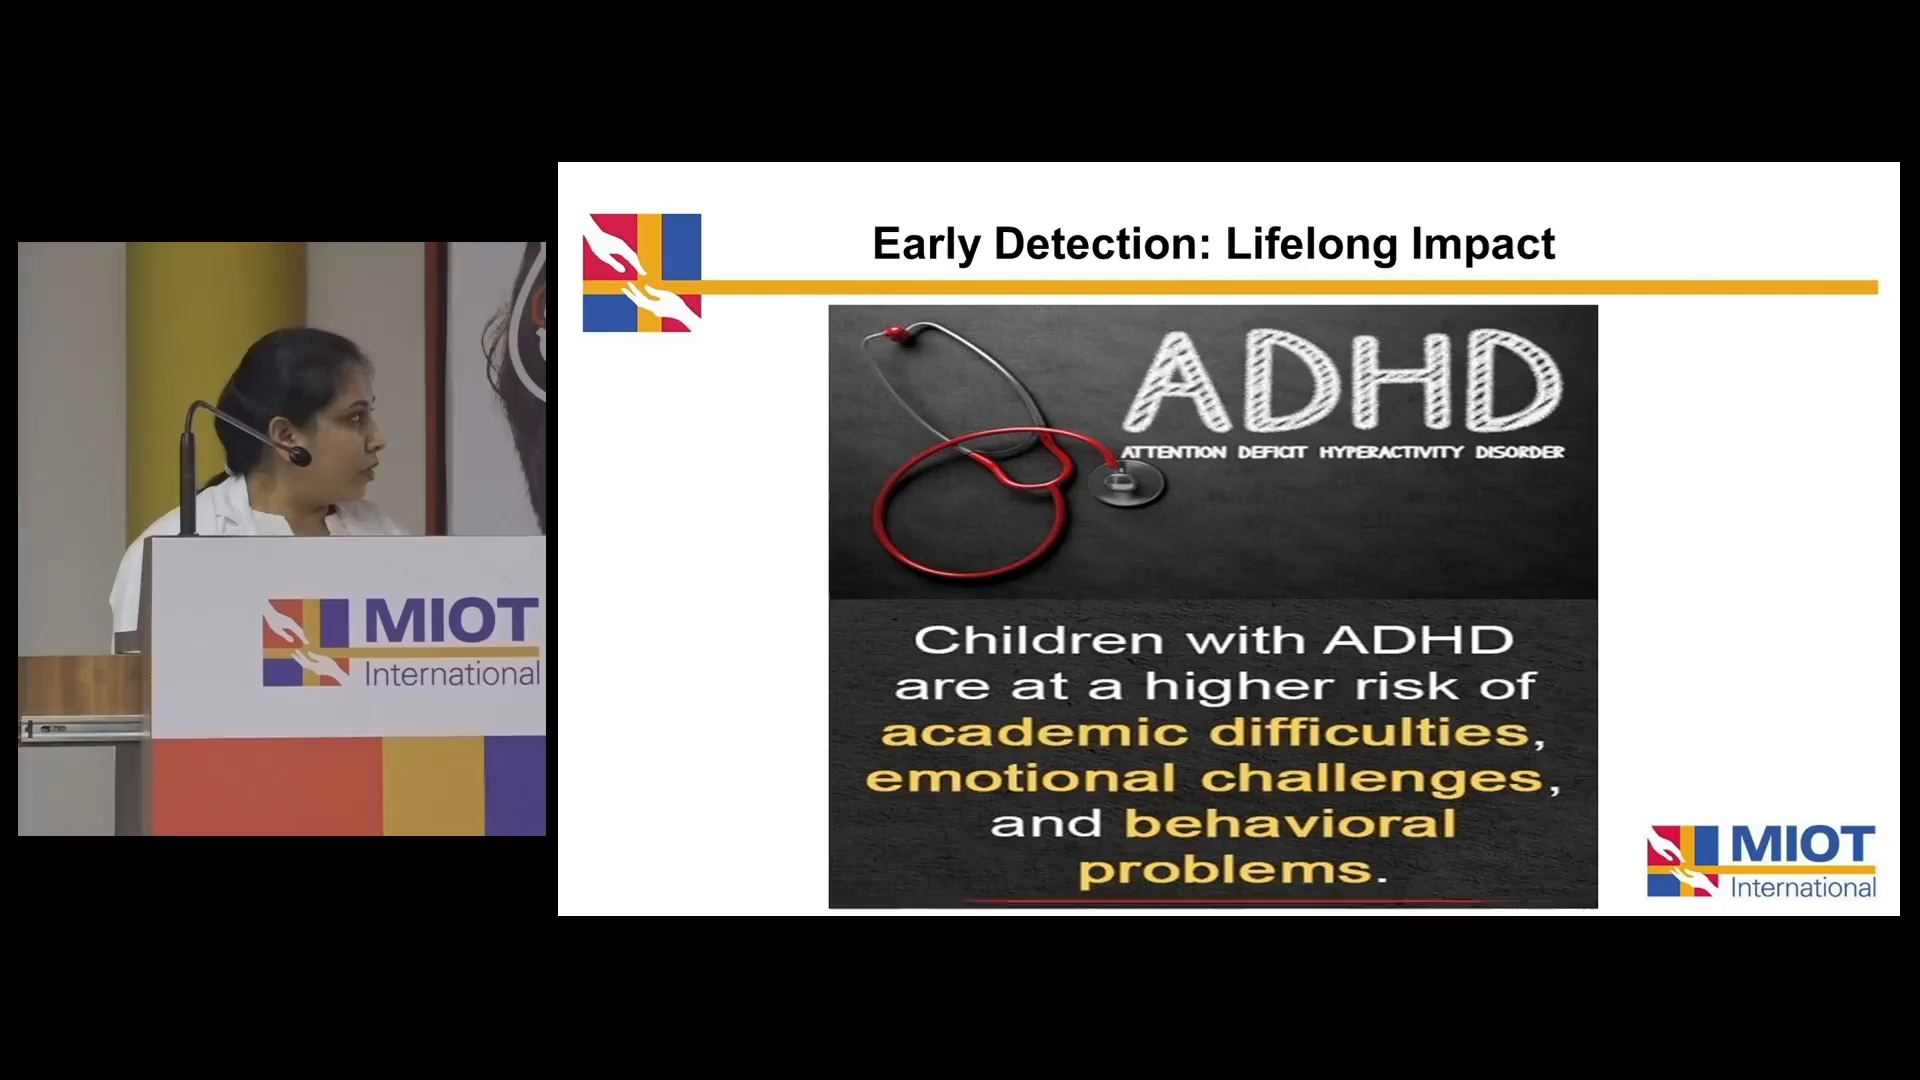 MIOT
International
Early Detection: Lifelong Impact
ADHD
ATTENTION DEFICIT HYPERACTIVITY DISORDER
Children with ADHD
are at a higher risk of
academic difficulties,
emotional challenges,
and behavioral
problems.
MIOT
International